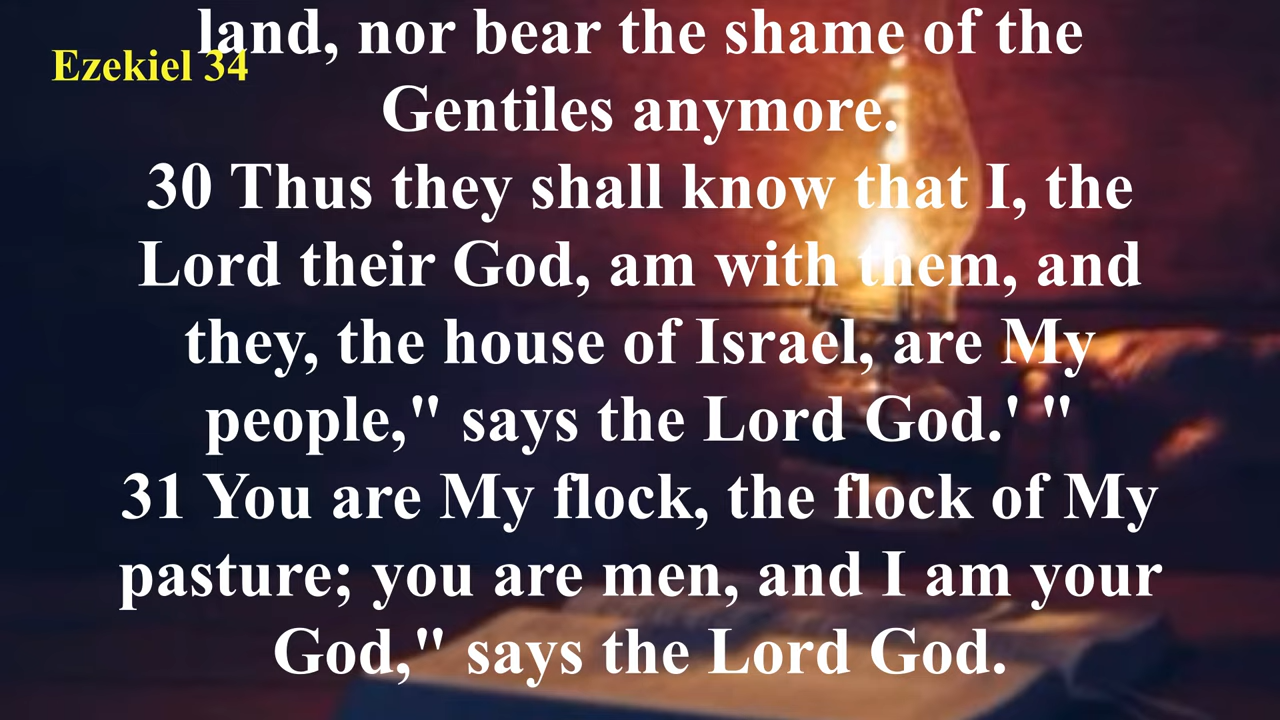 land, nor bear the shame of the
Ezekiel 34
Gentiles anymore.
30 Thus they shall know that I, the
Lord their God, am with them, and
they, the house of Israel, are My
people," says the Lord God.' "
31 You are My flock, the flock of My
pasture; you are men, and I am your
God," says the Lord God.